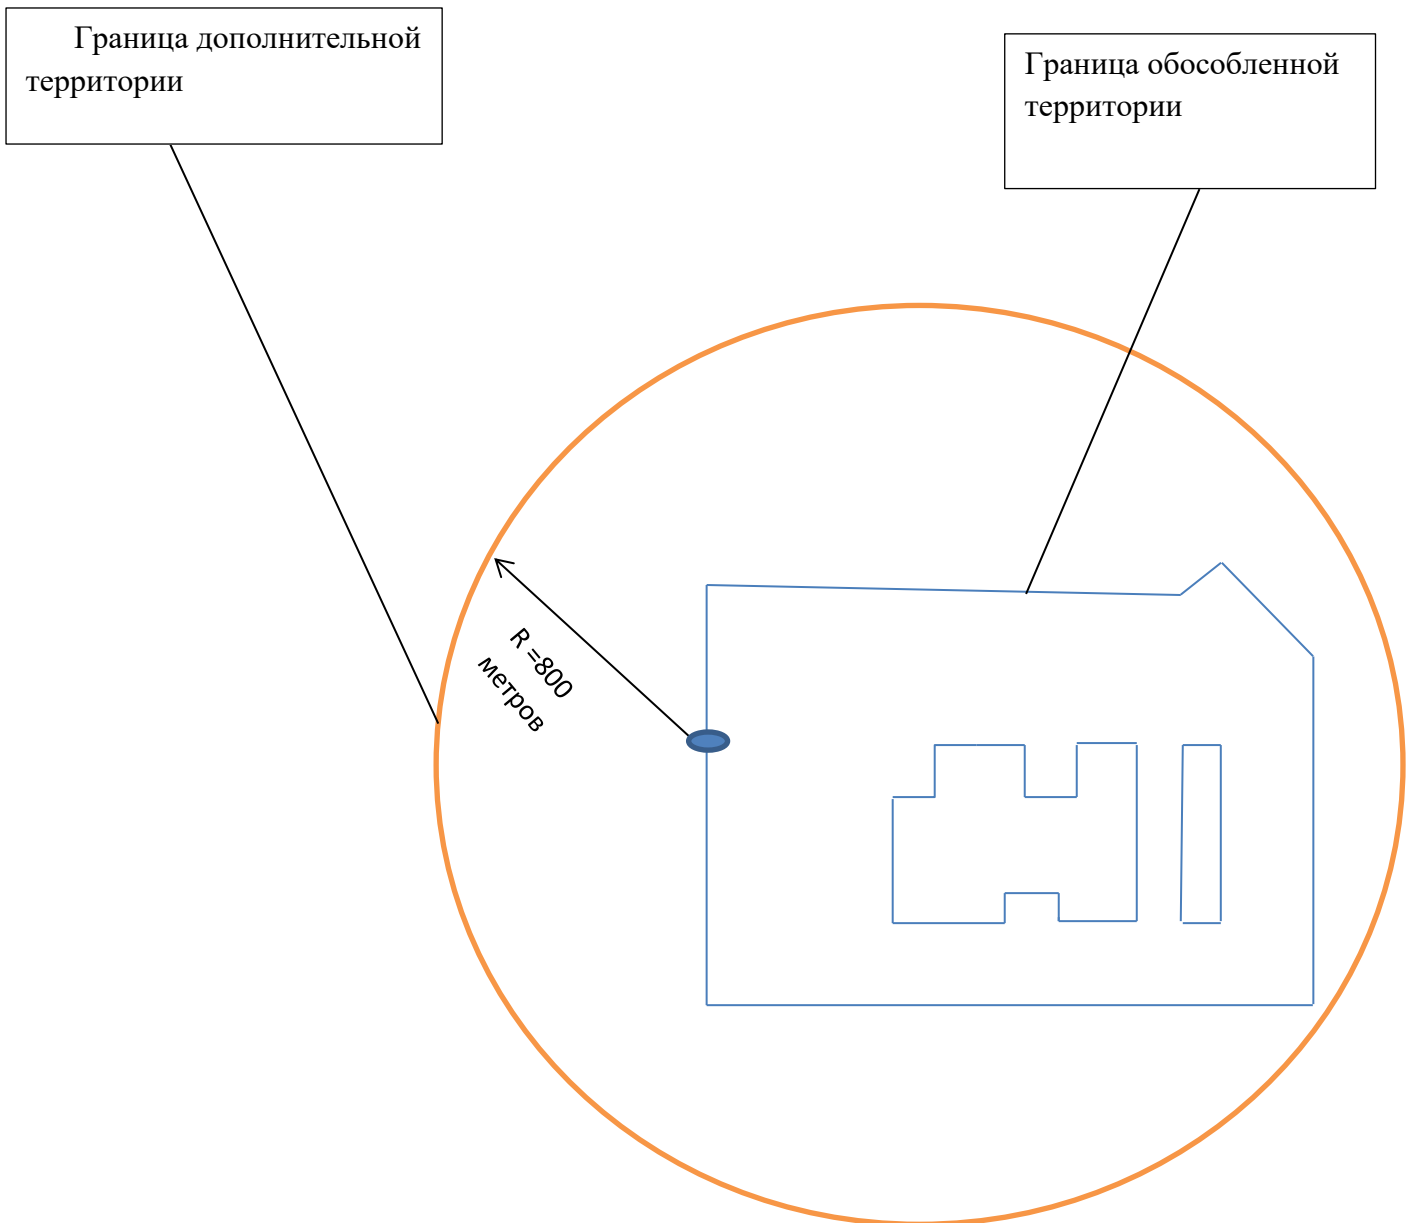 Граница дополнительной
территории
Граница обособленной
территории
R =800
метров